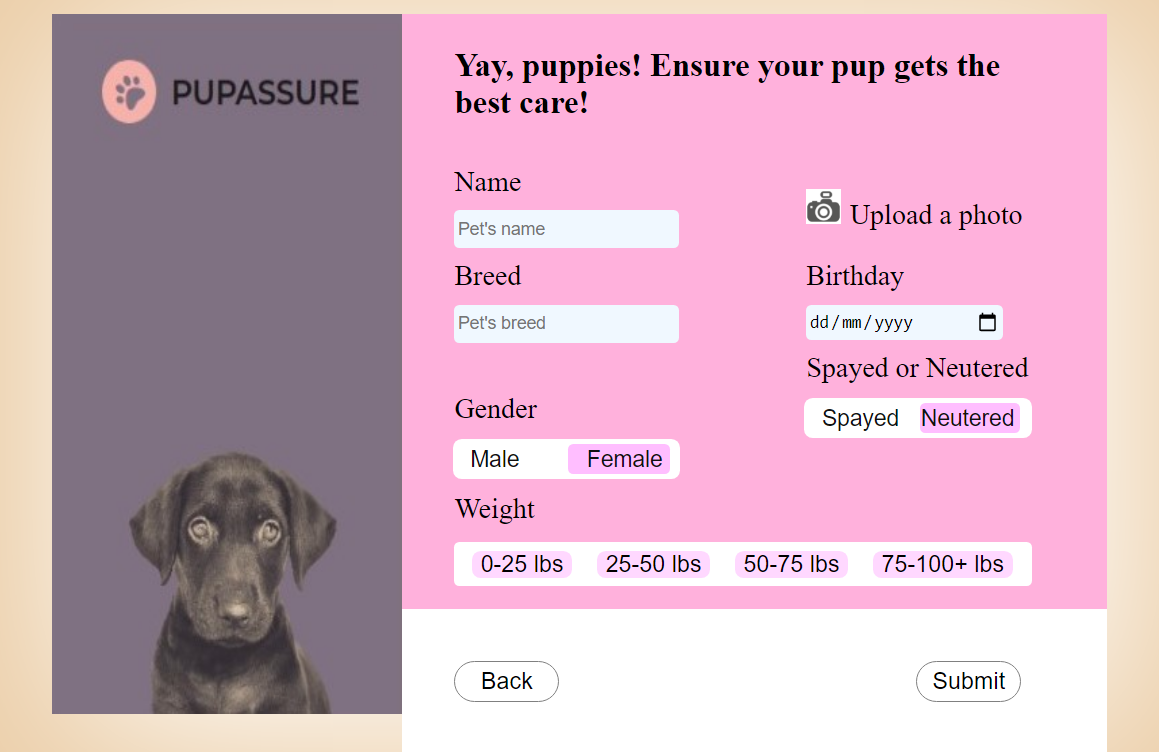 PUPASSURE
Yay, puppies! Ensure your pup gets the
best care!
Name
Pet's name
Upload a photo
Breed
Pet's breed
Birthday
dd/mm/yyyy
Spayed or Neutered
Spayed Neutered
Gender
Male Female
Weight
0-25 lbs 25-50 lbs 50-75 lbs 75-100+ lbs
Back Submit